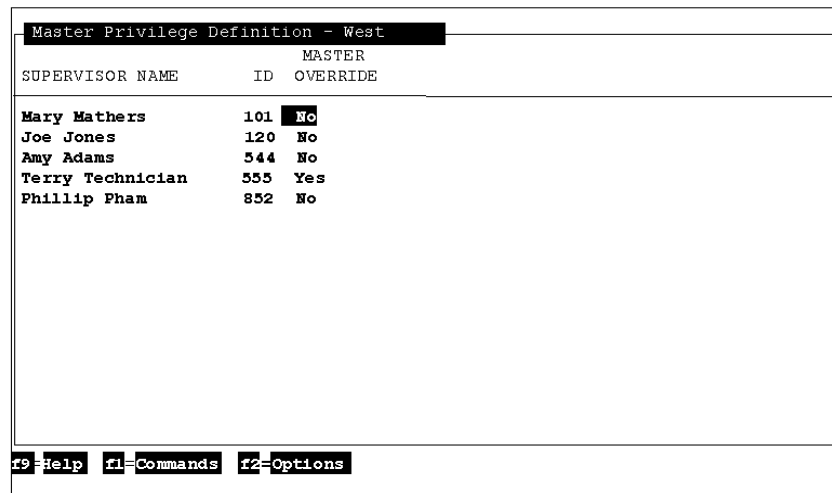 Master Privilege Definition - West
MASTER
SUPERVISOR NAME ID OVERRIDE
Mary Mathers 101 No
Joe Jones 120 No
Amy Adams 544 No
Terry Technician 555 Yes
Phillip Pham 852 No
f9=Help f1=Commands f2=Options